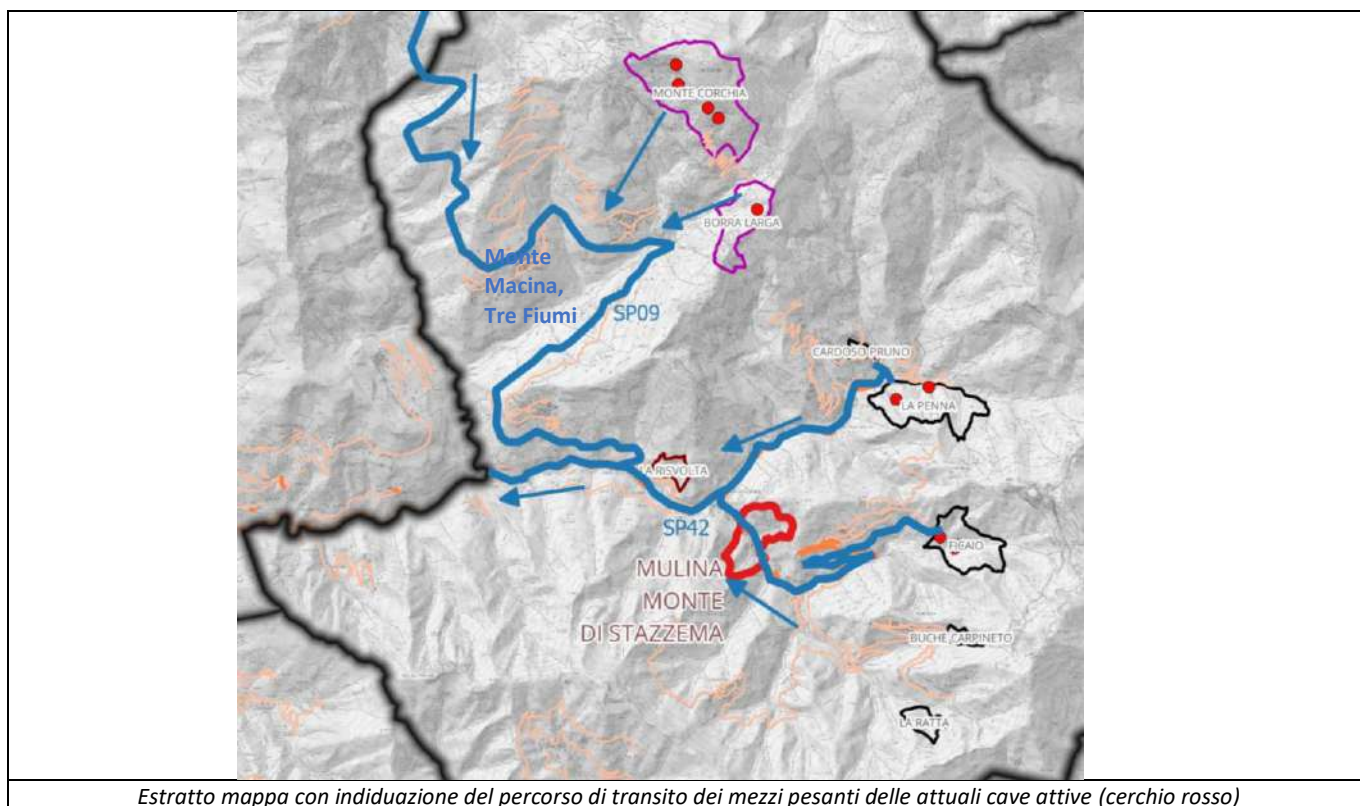 MONTE CORCHIA
BORRA LARGA
Monte
Macina,
Tre Fiumi
SP09
CARDOSO PRUNO
LA PENNA
LA RISVOLTA
SP42
FICAIO
MULINA
MONTE
DI STAZZEMA
BUCHE CARPINETO
LA RATTA
Estratto mappa con indiduazione del percorso di transito dei mezzi pesanti delle attuali cave attive (cerchio rosso)